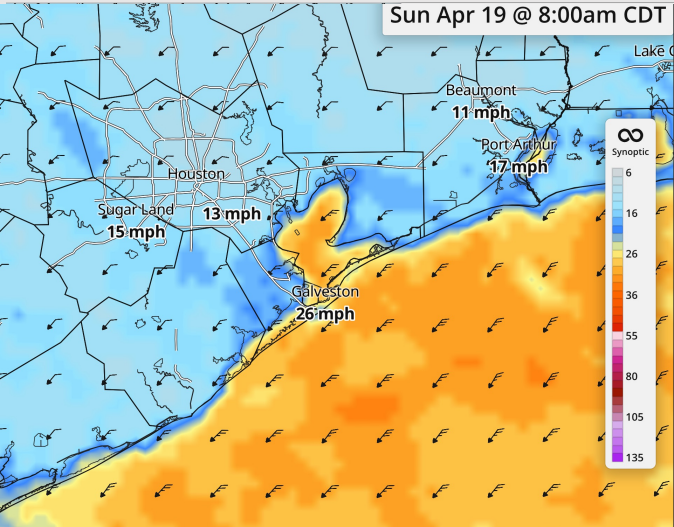 Sun Apr 19 @ 8:00am CDT
Lake C
Beaumont
11 mph
Port Arthur
17 mph
Houston
Sugar Land
13 mph
15 mph
Galveston
26 mph
Synoptic
6
16
26
36
55
80
105
135